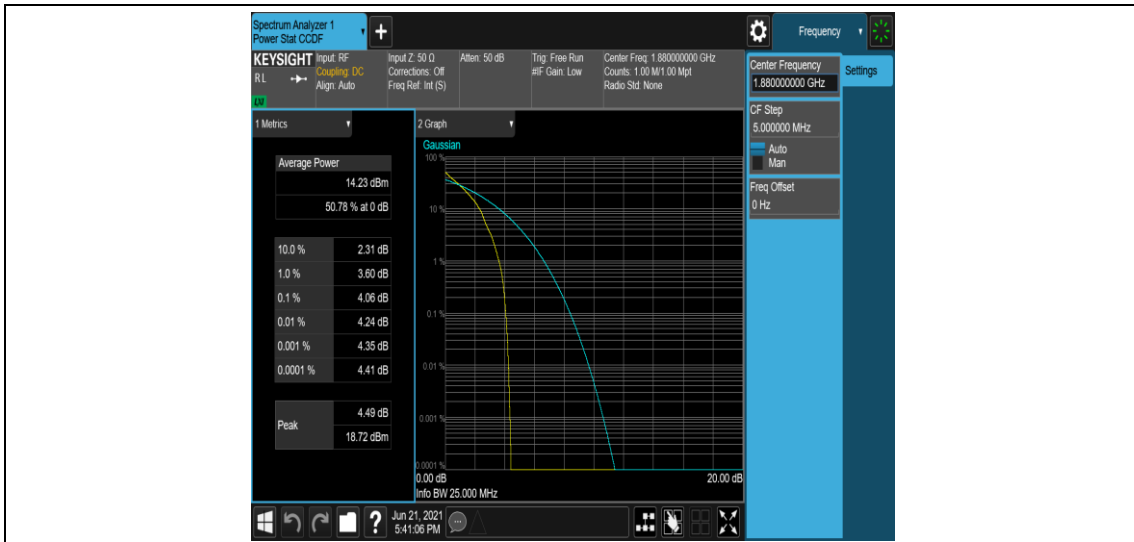 Spectrum Analyzer 1
Power Stat CCDF
+
Frequency
KEYSIGHT
RL
LXI
Input: RF
Coupling: DC
Align: Auto
Input Z: 50 Ω
Corrections: Off
Freq Ref: Int (S)
Atten: 50 dB
Trig: Free Run
#IF Gain: Low
Center Freq: 1.880000000 GHz
Counts: 1.00 M/1.00 Mpt
Radio Std: None
Center Frequency
1.880000000 GHz
Settings
CF Step
5.000000 MHz
Auto
Man
Freq Offset
0 Hz
1 Metrics
Average Power
14.23 dBm
50.78 % at 0 dB
10.0 % 2.31 dB
1.0 % 3.60 dB
0.1 % 4.06 dB
0.01 % 4.24 dB
0.001 % 4.35 dB
0.0001 % 4.41 dB
Peak 4.49 dB
18.72 dBm
2 Graph
Gaussian
100 %
10 %
1 %
0.1 %
0.01 %
0.001 %
0.0001 %
0.00 dB 20.00 dB
Info BW 25.000 MHz
?
Jun 21, 2021
5:41:06 PM